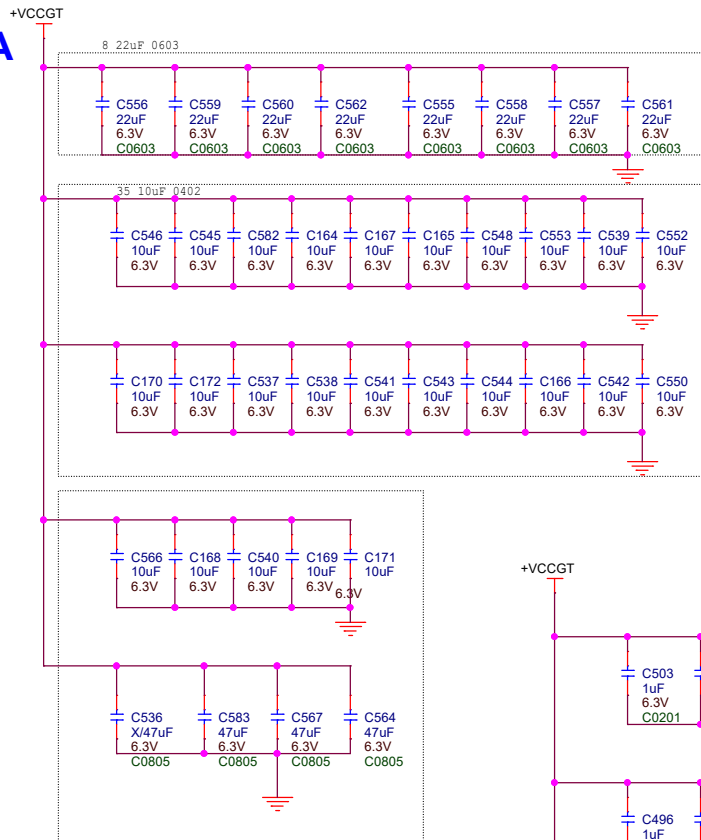 +VCCGT
A
8 22uF 0603
C556 C559 C560 C562 C555 C558 C557 C561
22uF 22uF 22uF 22uF 22uF 22uF 22uF 22uF
6.3V 6.3V 6.3V 6.3V 6.3V 6.3V 6.3V 6.3V
C0603 C0603 C0603 C0603 C0603 C0603 C0603 C0603
35 10uF 0402
C546 C545 C582 C164 C167 C165 C548 C553 C539 C552
10uF 10uF 10uF 10uF 10uF 10uF 10uF 10uF 10uF 10uF
6.3V 6.3V 6.3V 6.3V 6.3V 6.3V 6.3V 6.3V 6.3V 6.3V
C170 C172 C537 C538 C541 C543 C544 C166 C542 C550
10uF 10uF 10uF 10uF 10uF 10uF 10uF 10uF 10uF 10uF
6.3V 6.3V 6.3V 6.3V 6.3V 6.3V 6.3V 6.3V 6.3V 6.3V
C566 C168 C540 C169 C171
10uF 10uF 10uF 10uF 10uF
6.3V 6.3V 6.3V 6.3V 6.3V
C536 C583 C567 C564
X/47uF 47uF 47uF 47uF
6.3V 6.3V 6.3V 6.3V
C0805 C0805 C0805 C0805
+VCCGT
C503
1uF
6.3V
C0201
C496
1uF